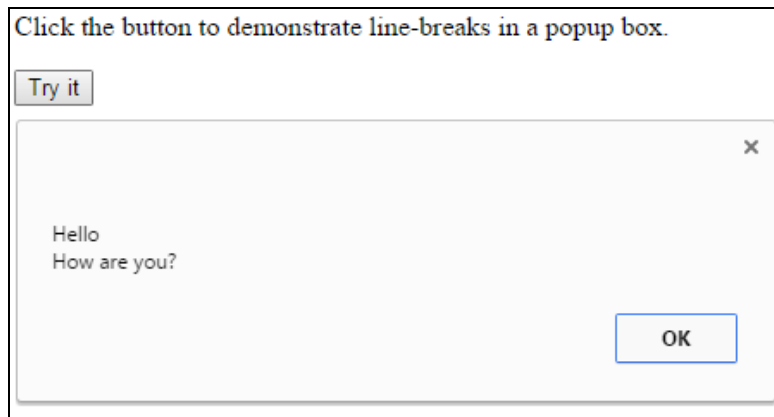 Click the button to demonstrate line-breaks in a popup box.
Try it
Hello
How are you?
OK